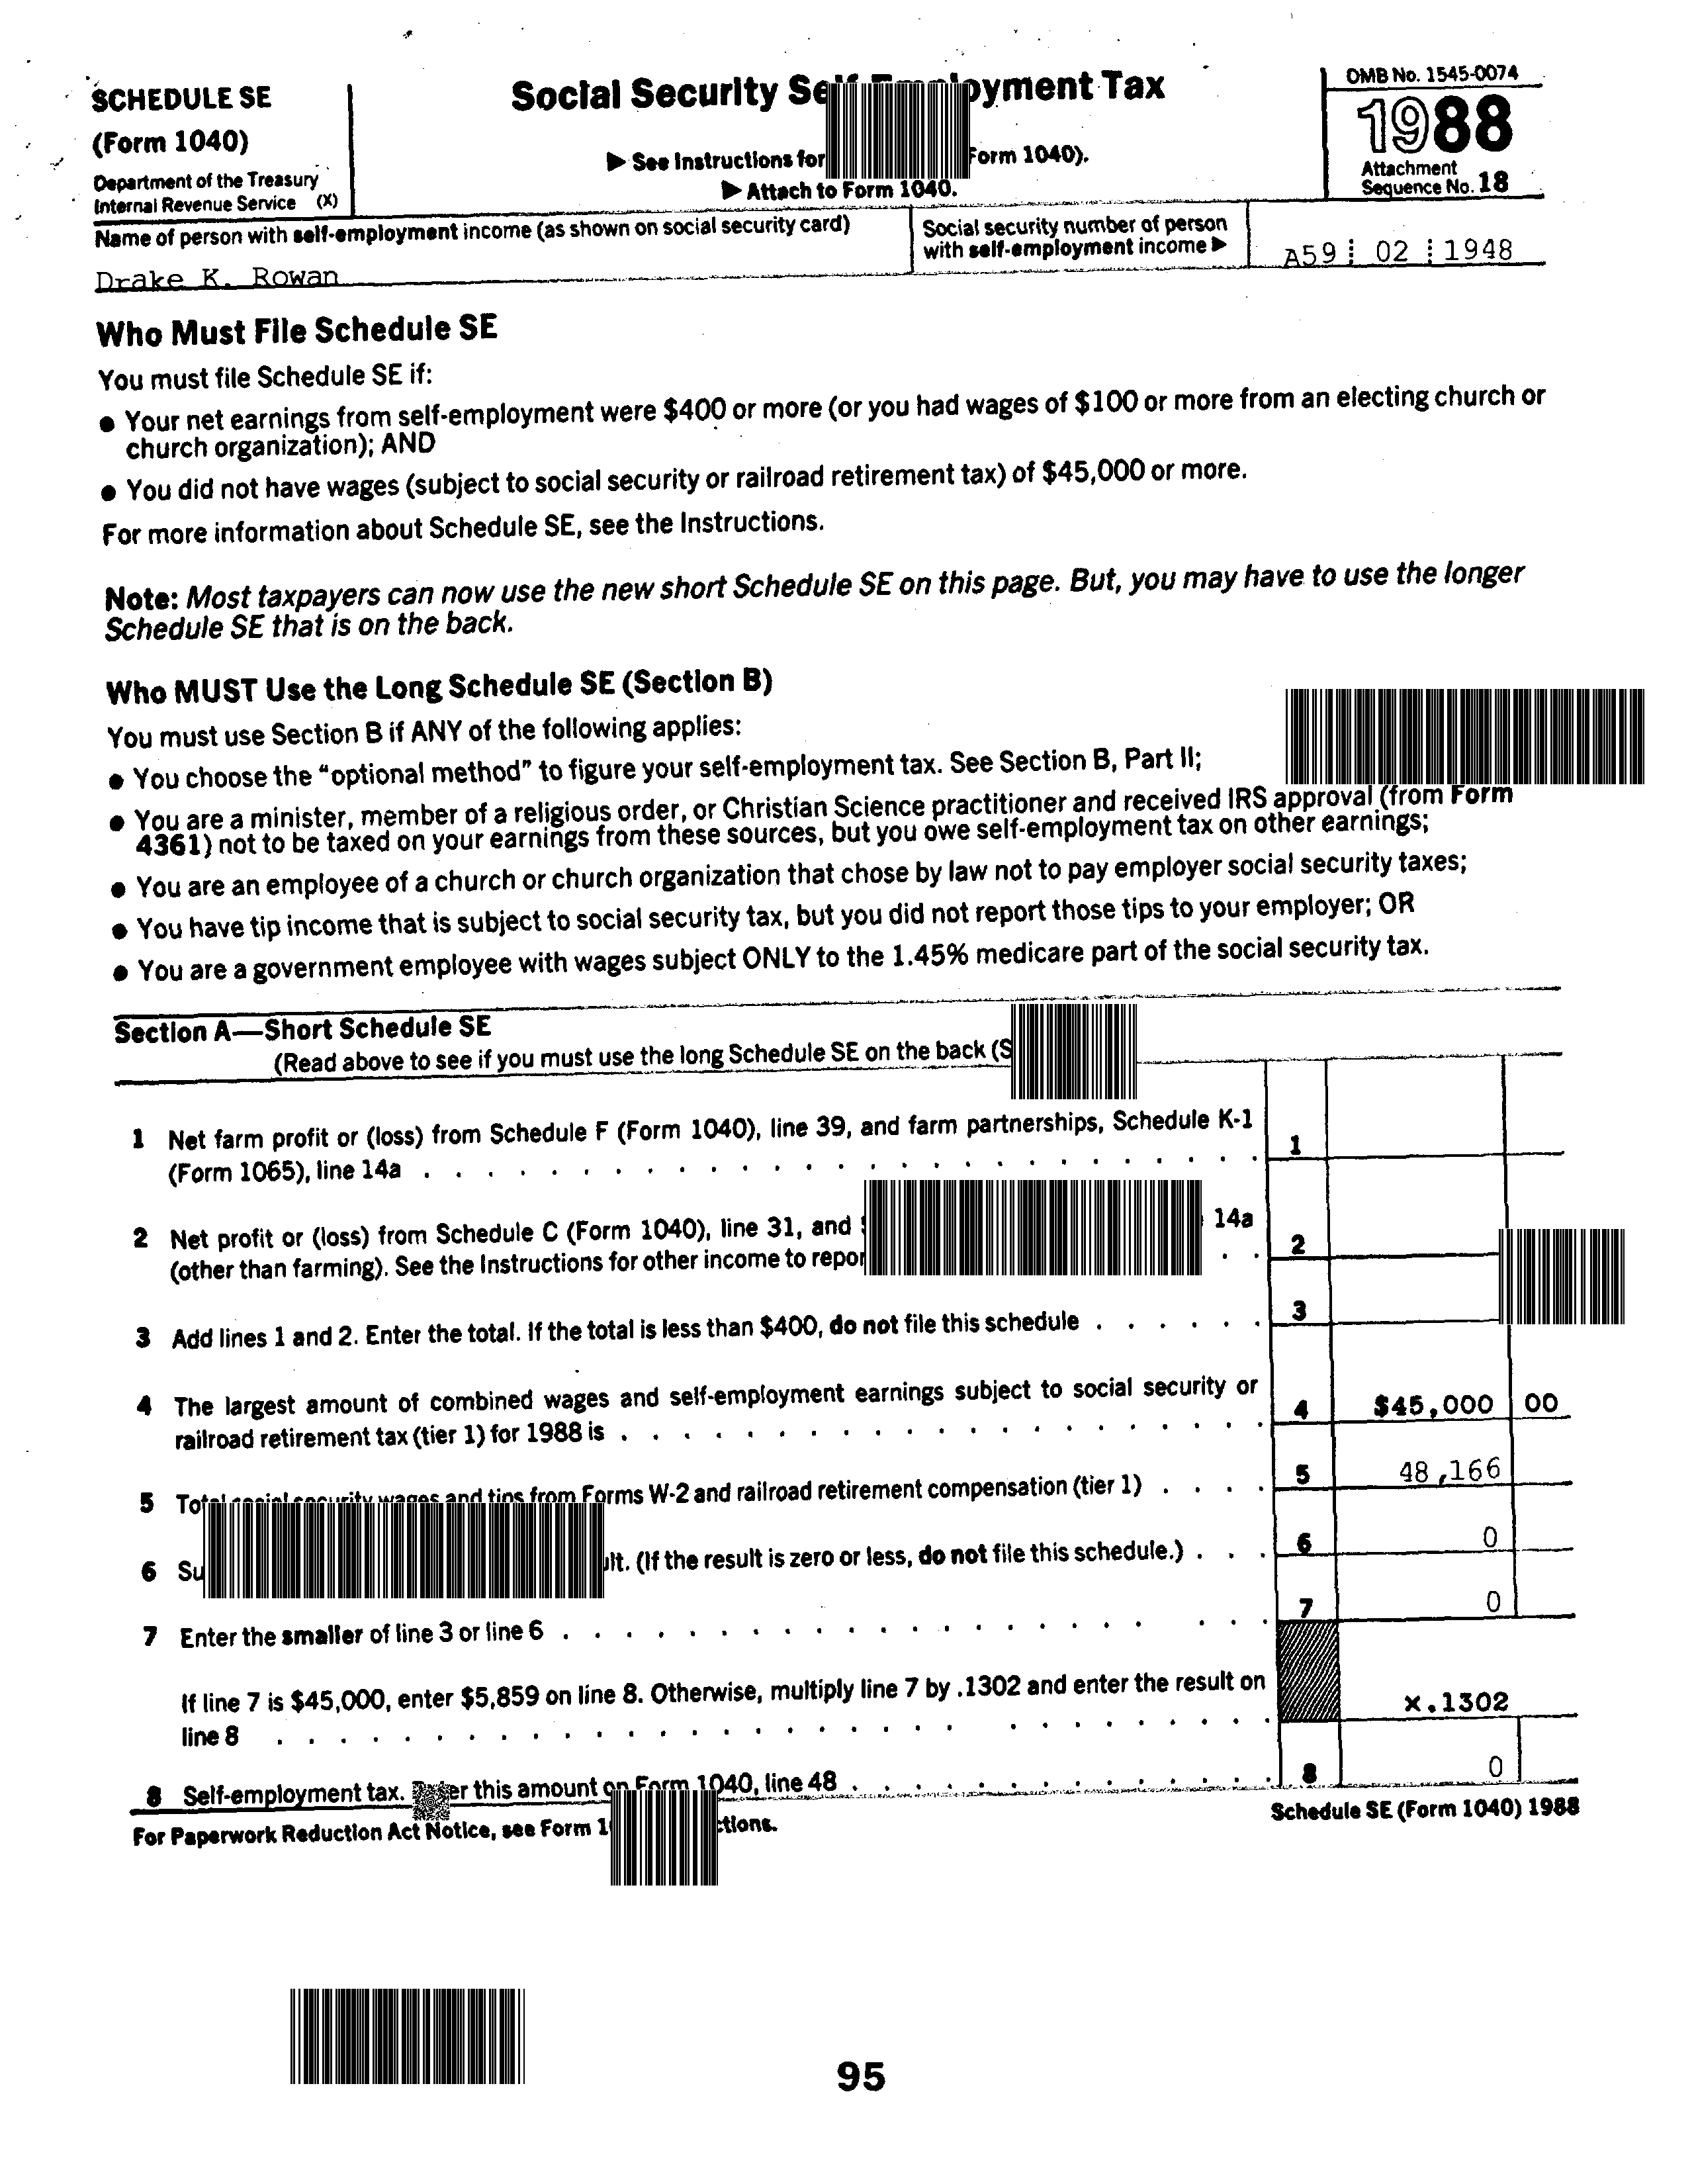 SCHEDULE SE
(Form 1040)
Department of the Treasury
Internal Revenue Service (X)
Social Security Tax
▶ See Instructions for Form 1040).
▶ Attach to Form 1040.
OMB No. 1545-0074
1988
Attachment
Sequence No. 18
Name of person with self-employment income (as shown on social security card)
Drake K. Rowan
Social security number of person
with self-employment income ▶
A59 02 1948
Who Must File Schedule SE
You must file Schedule SE if:
● Your net earnings from self-employment were $400 or more (or you had wages of $100 or more from an electing church or
church organization); AND
● You did not have wages (subject to social security or railroad retirement tax) of $45,000 or more.
For more information about Schedule SE, see the Instructions.
Note: Most taxpayers can now use the new short Schedule SE on this page. But, you may have to use the longer
Schedule SE that is on the back.
Who MUST Use the Long Schedule SE (Section B)
You must use Section B if ANY of the following applies:
● You choose the "optional method" to figure your self-employment tax. See Section B, Part II;
● You are a minister, member of a religious order, or Christian Science practitioner and received IRS approval (from Form
4361) not to be taxed on your earnings from these sources, but you owe self-employment tax on other earnings;
● You are an employee of a church or church organization that chose by law not to pay employer social security taxes;
● You have tip income that is subject to social security tax, but you did not report those tips to your employer; OR
● You are a government employee with wages subject ONLY to the 1.45% medicare part of the social security tax.
Section A—Short Schedule SE
(Read above to see if you must use the long Schedule SE on the back
1 Net farm profit or (loss) from Schedule F (Form 1040), line 39, and farm partnerships, Schedule K-1
(Form 1065), line 14a . . . . . . . . . . . . . . . . . . . . . . . . . . . 1
2 Net profit or (loss) from Schedule C (Form 1040), line 31, and 14a
(other than farming). See the Instructions for other income to . . 2
3 Add lines 1 and 2. Enter the total. If the total is less than $400, do not file this schedule . . . . . . 3
4 The largest amount of combined wages and self-employment earnings subject to social security or
railroad retirement tax (tier 1) for 1988 is . . . . . . . . . . . . . . . . . . . . . 4 $45,000 00
5 Total social security wages and tips from Forms W-2 and railroad retirement compensation (tier 1) . . . . 5 48,166
6 (If the result is zero or less, do not file this schedule.) . . . 6 0
7 Enter the smaller of line 3 or line 6 . . . . . . . . . . . . . . . . . . . . . . 7 0
If line 7 is $45,000, enter $5,859 on line 8. Otherwise, multiply line 7 by .1302 and enter the result on
line 8 . . . . . . . . . . . . . . . . . . . . . . . . . . . . . . x.1302
8 Self-employment tax. Enter this amount on Form 1040, line 48 . . . . . . . . . . . . . . 8 0
For Paperwork Reduction Act Notice, see Form
Schedule SE (Form 1040) 1988
95